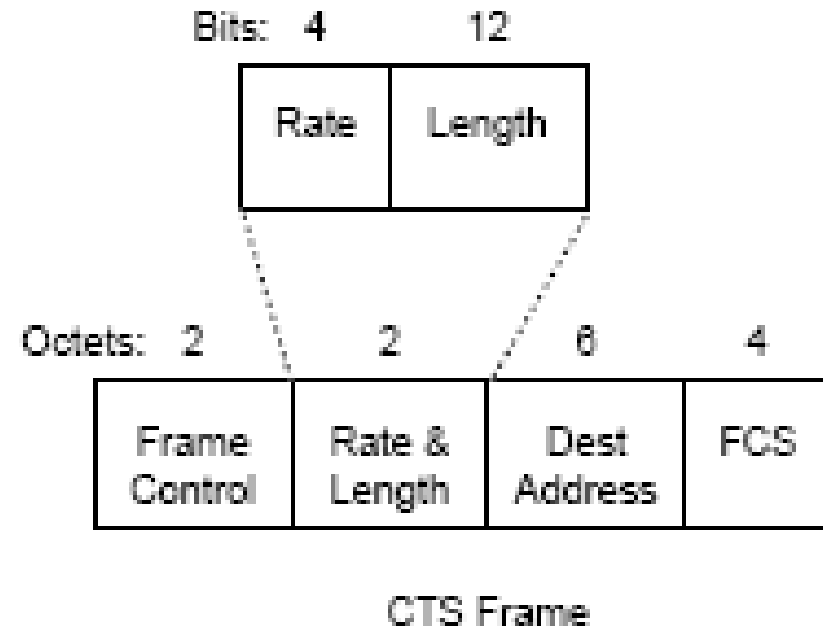 Bits: 4 12
Rate Length
Octets: 2 2 6 4
Frame Rate & Dest FCS
Control Length Address
CTS Frame